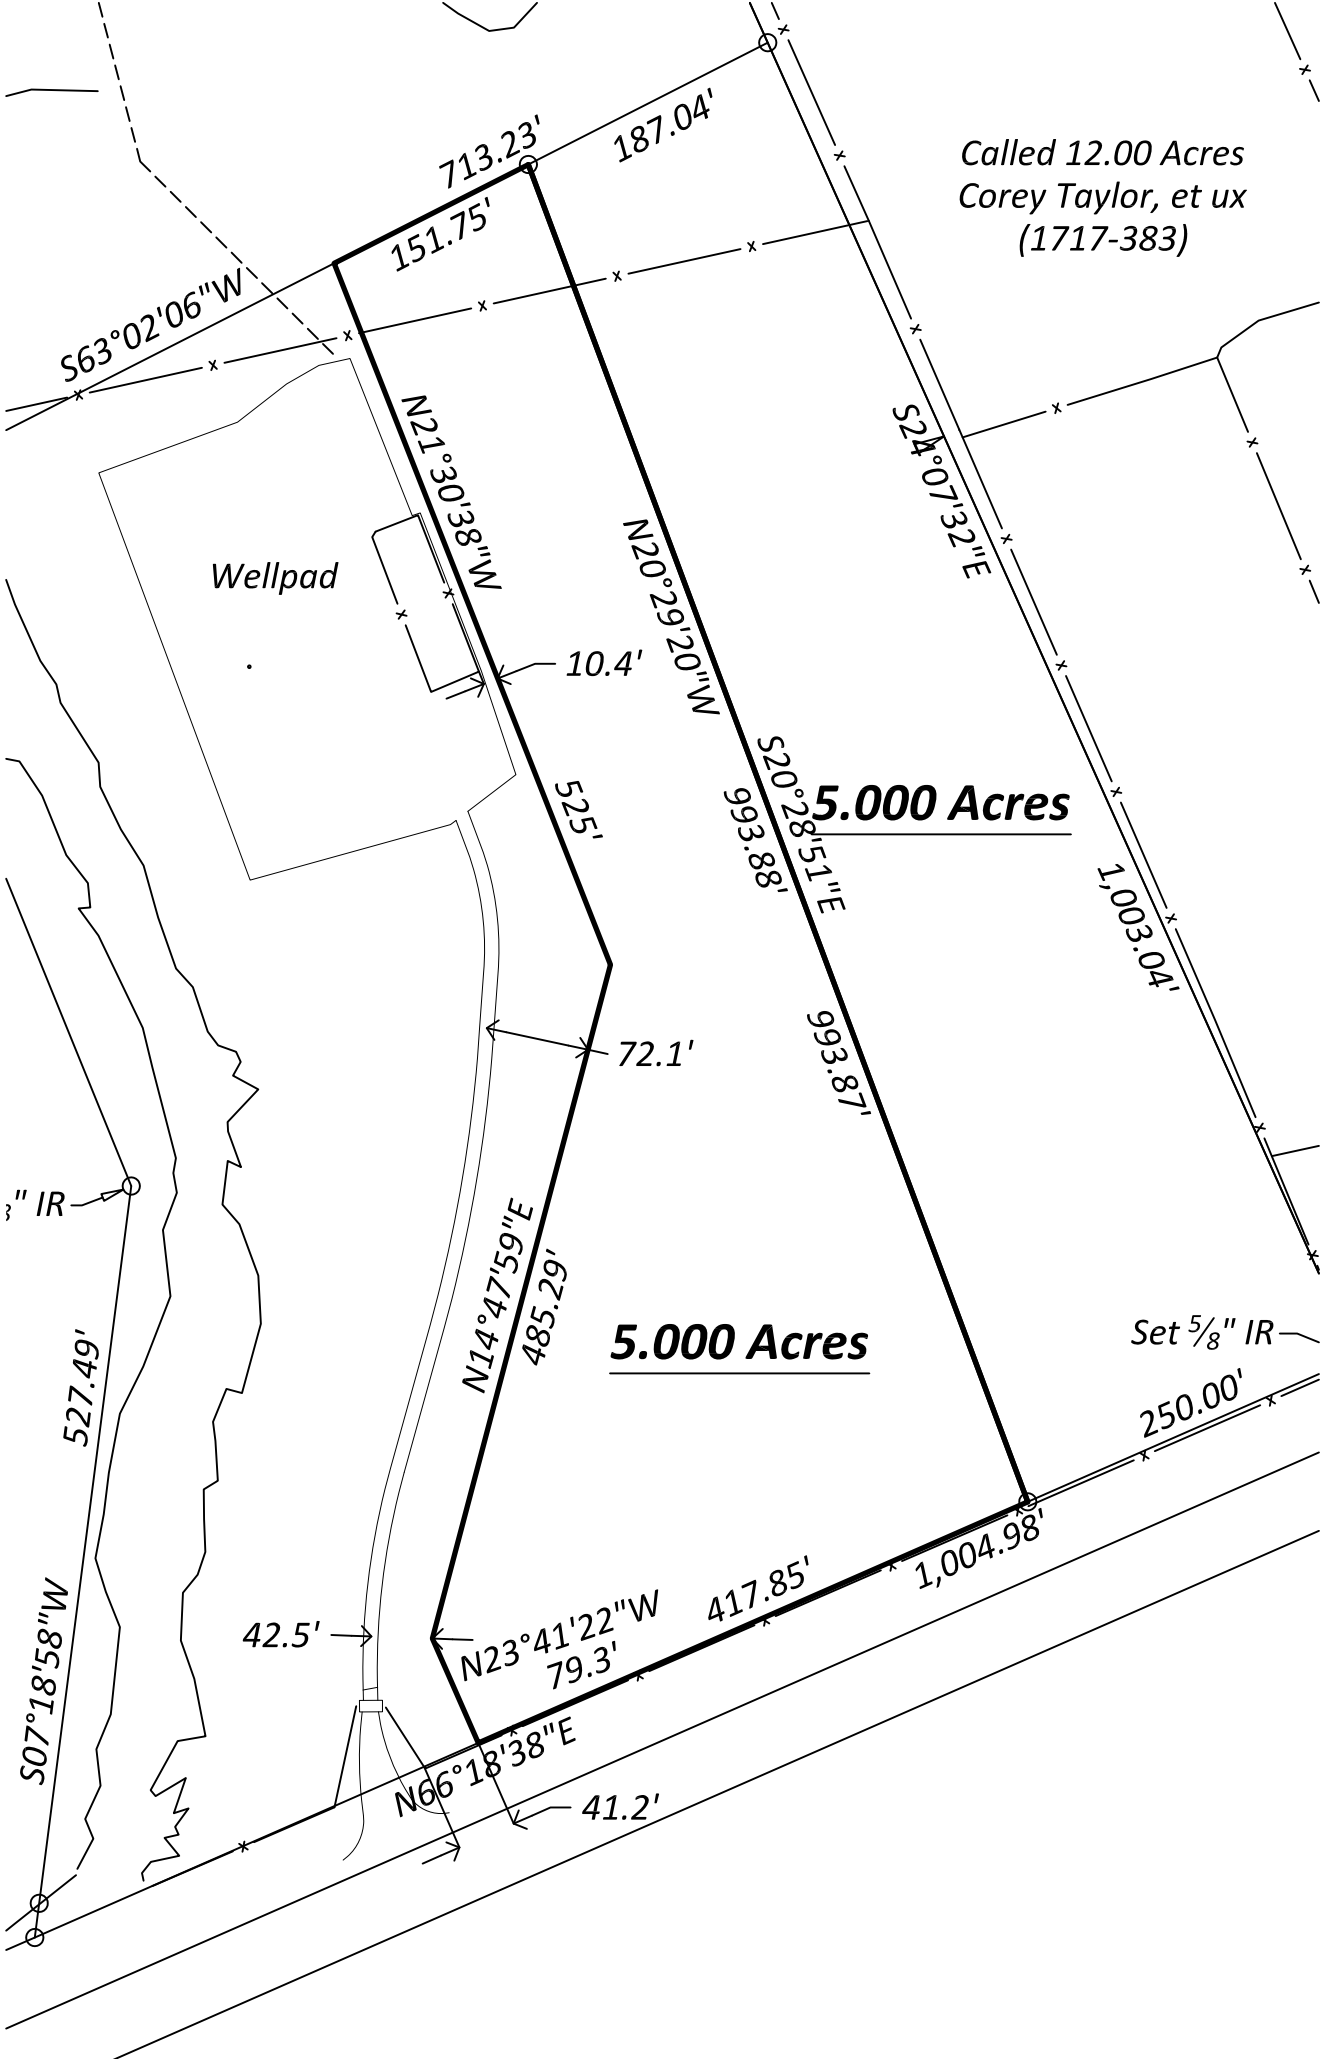 713.23'
187.04'
151.75'
Called 12.00 Acres
Corey Taylor, et ux
(1717-383)
S63°02'06"W
N21°30'38"W
S24°07'32"E
N20°29'20"W
Wellpad
10.4'
525'
993.88'
S20°28'51"E
5.000 Acres
1,003.04'
993.87'
72.1'
" IR
N14°47'59"E
485.29'
527.49'
5.000 Acres
Set 5/8" IR
250.00'
1,004.98'
417.85'
N23°41'22"W
79.3'
42.5'
S07°18'58"W
N66°18'38"E
41.2'